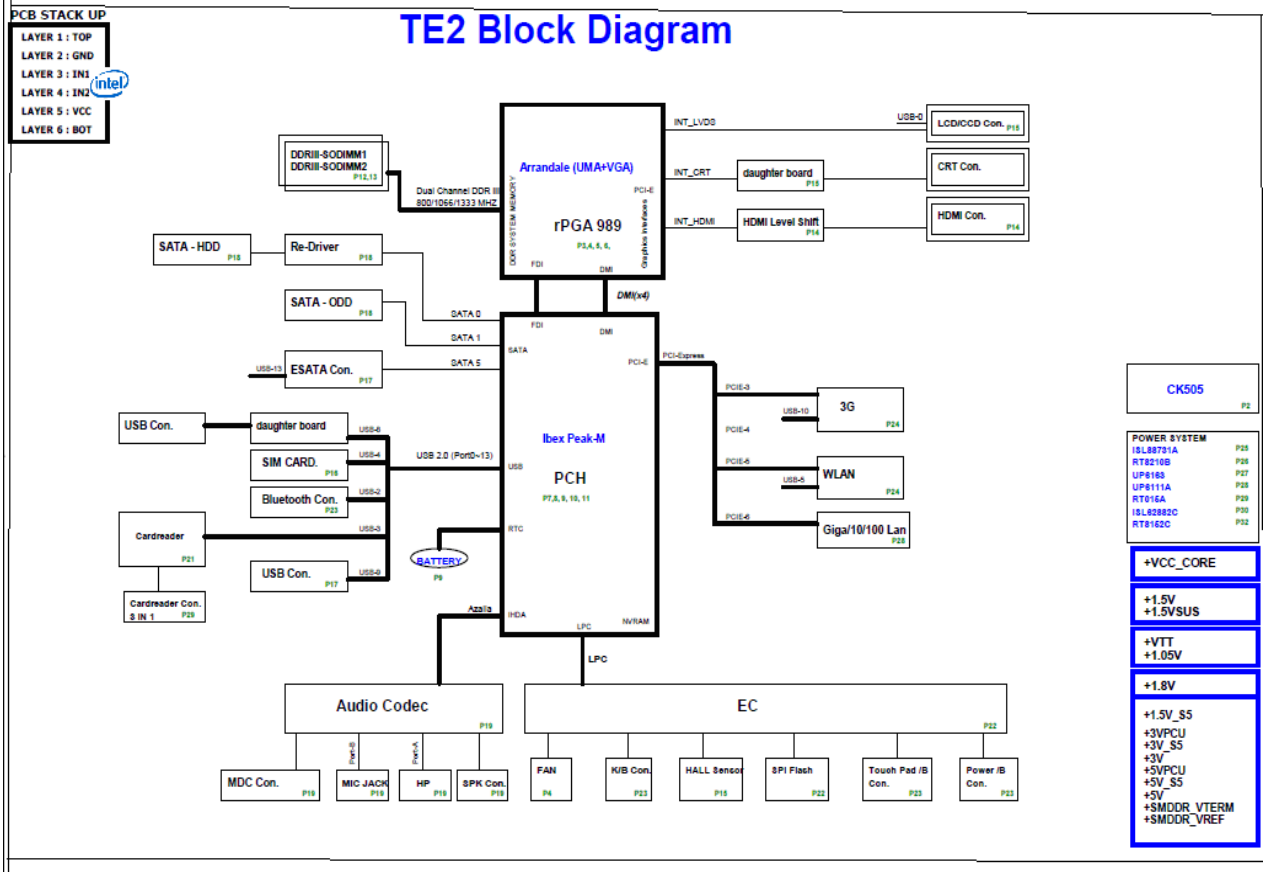 PCB STACK UP
LAYER 1 : TOP
LAYER 2 : GND
LAYER 3 : IN1
LAYER 4 : IN2
LAYER 5 : VCC
LAYER 6 : BOT
intel
TE2 Block Diagram
DDRIII-SODIMM1
DDRIII-SODIMM2
P12,13
Dual Channel DDR III
800/1066/1333 MHZ
DDR SYSTEM MEMORY
Arrandale (UMA+VGA)
PCI-E
rPGA 989
P3,4, 5, 6,
Graphics Interfaces
FDI
DMI
INT_LVDS
USB-0
LCD/CCD Con.
P15
INT_CRT
daughter board
P15
CRT Con.
INT_HDMI
HDMI Level Shift
P14
HDMI Con.
P14
DMI(x4)
SATA - HDD
P18
Re-Driver
P18
SATA - ODD
P18
USB-13
ESATA Con.
P17
SATA 0
SATA 1
SATA 5
FDI
DMI
SATA
PCI-E
PCI-Express
Ibex Peak-M
PCH
P7,8, 9, 10, 11
USB
RTC
IHDA
LPC
NVRAM
USB Con.
daughter board
USB-8
SIM CARD.
P16
USB-4
USB 2.0 (Port0~13)
Bluetooth Con.
P23
USB-2
Cardreader
P21
USB-3
USB Con.
P17
USB-9
Cardreader Con.
5 IN 1
P29
BATTERY
P9
Azalia
LPC
PCIE-3
USB-10
3G
P24
PCIE-4
PCIE-5
USB-5
WLAN
P24
PCIE-6
Giga/10/100 Lan
P28
CK505
P2
POWER SYSTEM
ISL88731A P25
RT8210B P26
UP6163 P27
UP6111A P28
RT015A P29
ISL62882C P30
RT8152C P32
+VCC_CORE
+1.5V
+1.5VSUS
+VTT
+1.05V
+1.8V
+1.5V_S5
+3VPCU
+3V_S5
+3V
+5VPCU
+5V_S5
+5V
+SMDDR_VTERM
+SMDDR_VREF
Audio Codec
P19
EC
P22
MDC Con.
P19
Port-B
MIC JACK
P19
Port-A
HP
P19
SPK Con.
P19
FAN
P4
K/B Con.
P23
HALL Sensor
P15
SPI Flash
P22
Touch Pad /B
Con.
P23
Power /B
Con.
P23